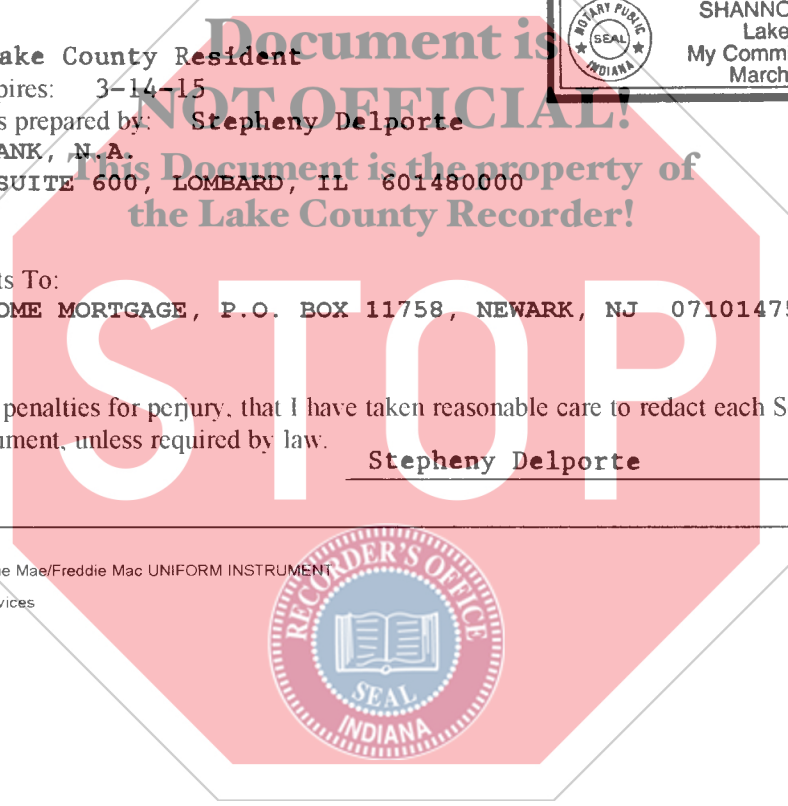 Document is
NOT OFFICIAL!
This Document is the property of
the Lake County Recorder!
STOP
NOTARY PUBLIC
SEAL
INDIANA
SHANNO
Lake
My Comm
March
ake County Resident
pires: 3-14-15
s prepared by: Stepheny Delporte
ANK, N.A.
SUITE 600, LOMBARD, IL 601480000
ts To:
OME MORTGAGE, P.O. BOX 11758, NEWARK, NJ 07101475
penalties for perjury, that I have taken reasonable care to redact each S
ument, unless required by law.
Stepheny Delporte
e Mae/Freddie Mac UNIFORM INSTRUMENT
vices
RECORDER'S OFFICE
SEAL
INDIANA